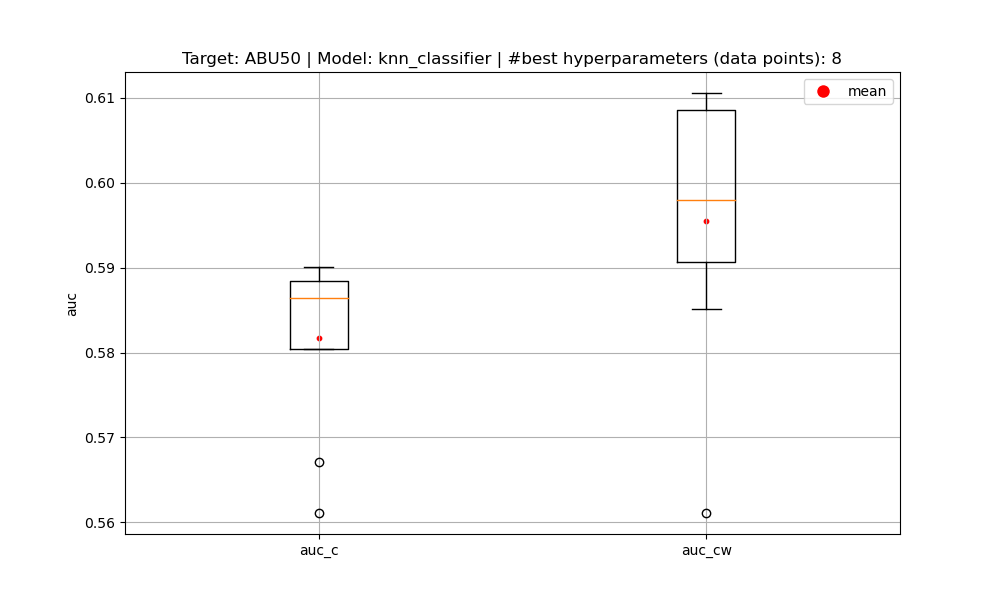 Target: ABU50 | Model: knn_classifier | #best hyperparameters (data points): 8
mean
0.61
0.60
0.59
0.58
0.57
0.56
auc
auc_c
auc_cw